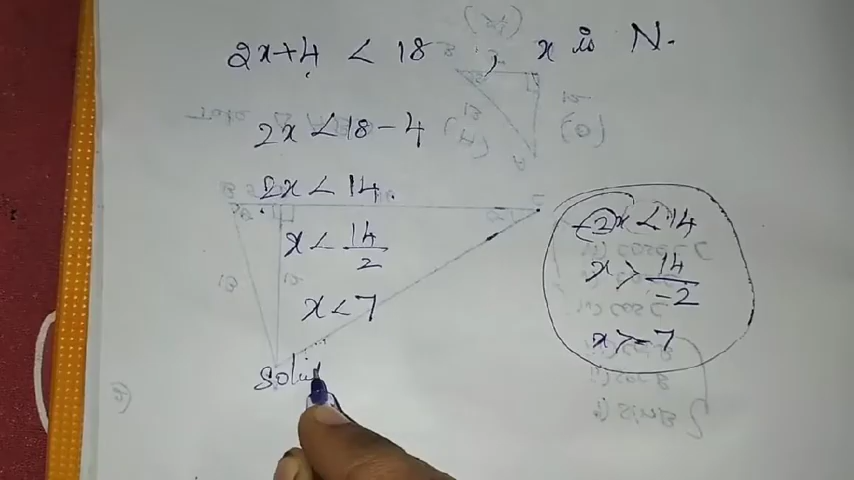 2x+4 < 18 , x is N.
2x < 18 - 4
2x < 14.
x < 14/2
x < 7
Solu
-2x < 14
x > 14/-2
x > -7